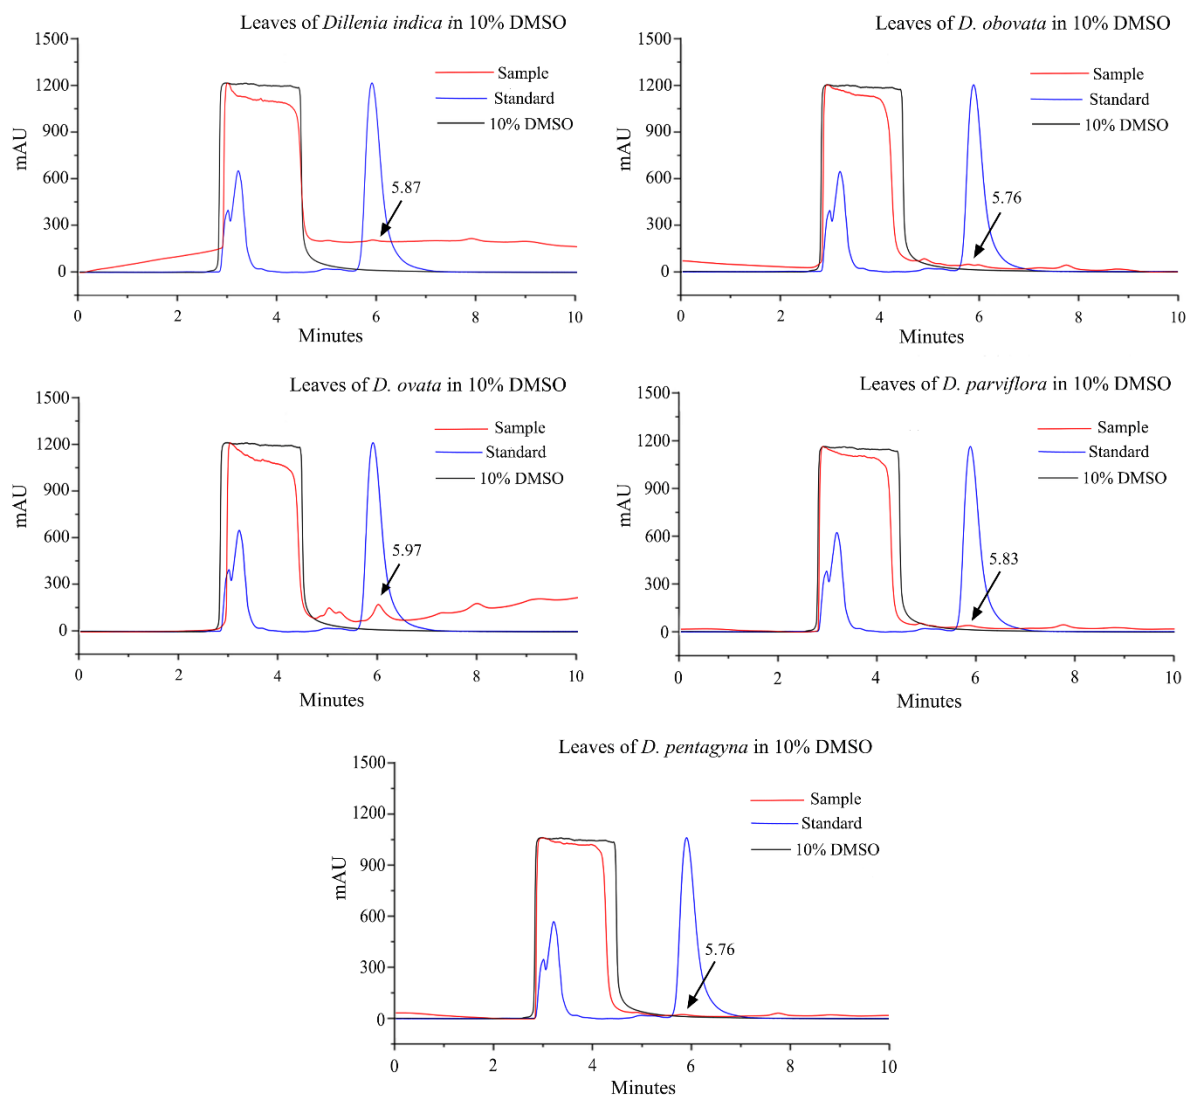 Leaves of Dillenia indica in 10% DMSO
1500
1200
900
600
300
0
mAU
Sample
Standard
10% DMSO
5.87
0 2 4 6 8 10
Minutes
Leaves of D. obovata in 10% DMSO
1500
1200
900
600
300
0
mAU
Sample
Standard
10% DMSO
5.76
0 2 4 6 8 10
Minutes
Leaves of D. ovata in 10% DMSO
1500
1200
900
600
300
0
mAU
Sample
Standard
10% DMSO
5.97
0 2 4 6 8 10
Minutes
Leaves of D. parviflora in 10% DMSO
1500
1200
900
600
300
0
mAU
Sample
Standard
10% DMSO
5.83
0 2 4 6 8 10
Minutes
Leaves of D. pentagyna in 10% DMSO
1500
1200
900
600
300
0
mAU
Sample
Standard
10% DMSO
5.76
0 2 4 6 8 10
Minutes